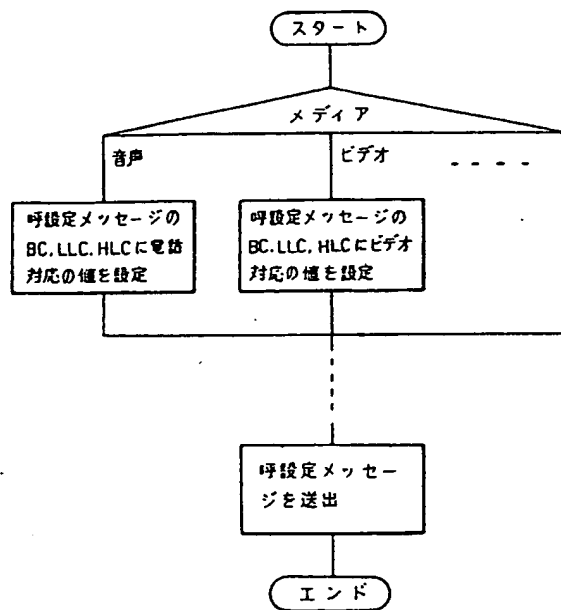 スタート
メディア
音声
ビデオ
呼設定メッセージの
BC.LLC.HLCに電話
対応の値を設定
呼設定メッセージの
BC.LLC.HLCにビデオ
対応の値を設定
呼設定メッセー
ジを送出
エンド